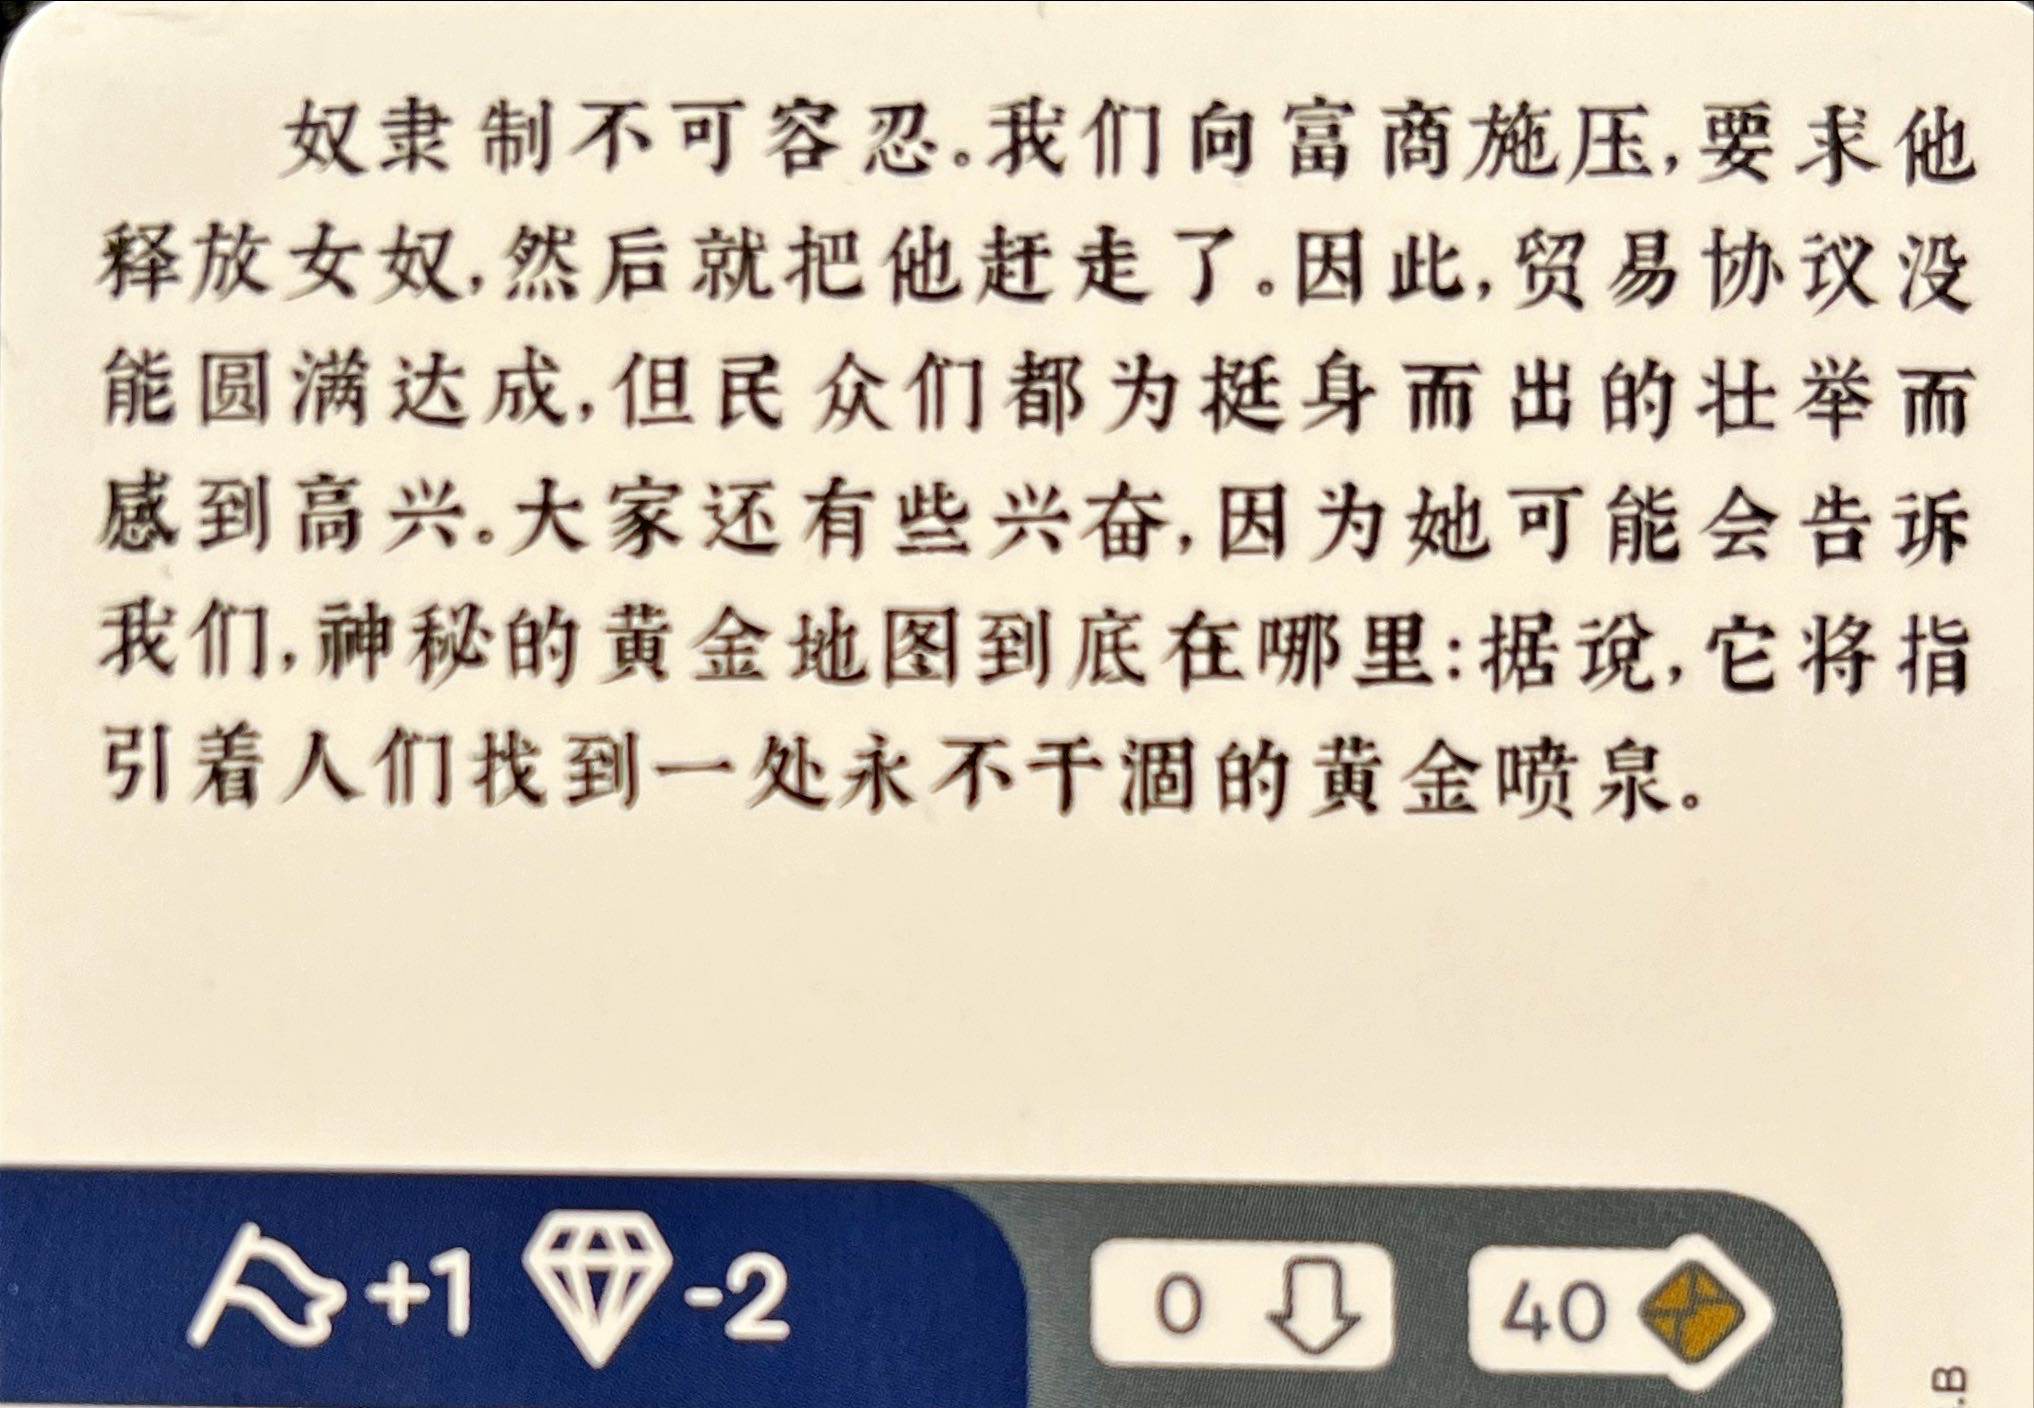 奴隶制不可容忍。我们向富商施压，要求他
释放女奴，然后就把他赶走了。因此，贸易协议没
能圆满达成，但民众们都为挺身而出的壮举而
感到高兴。大家还有些兴奋，因为她可能会告诉
我们，神秘的黄金地图到底在哪里：据说，它将指
引着人们找到一处永不干涸的黄金喷泉。
+1 -2 0 40
.B